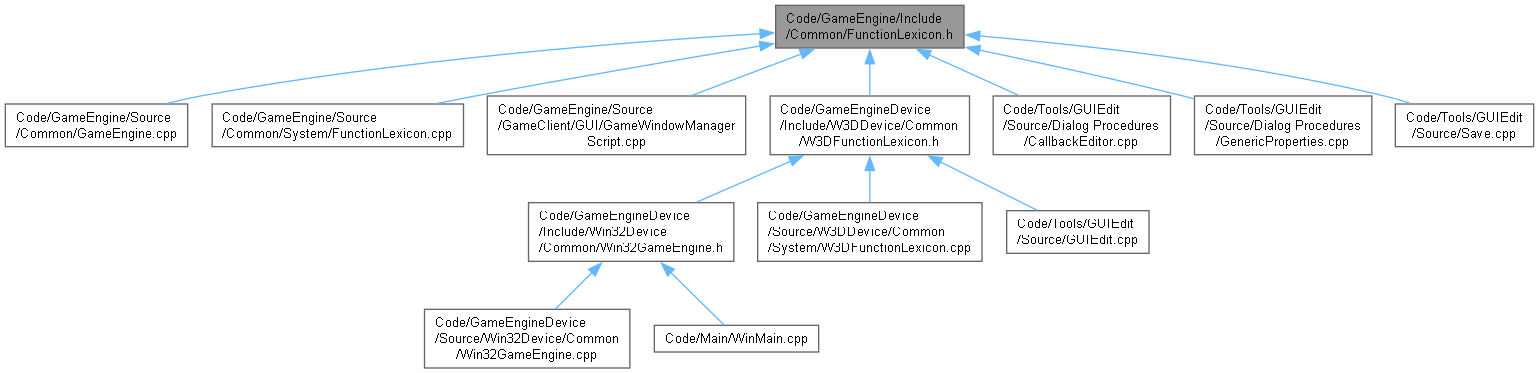 Code/GameEngine/Include
/Common/FunctionLexicon.h
Code/GameEngine/Source
/Common/GameEngine.cpp
Code/GameEngine/Source
/Common/System/FunctionLexicon.cpp
Code/GameEngine/Source
/GameClient/GUI/GameWindowManager
Script.cpp
Code/GameEngineDevice
/Include/W3DDevice/Common
/W3DFunctionLexicon.h
Code/Tools/GUIEdit
/Source/Dialog Procedures
/CallbackEditor.cpp
Code/Tools/GUIEdit
/Source/Dialog Procedures
/GenericProperties.cpp
Code/Tools/GUIEdit
/Source/Save.cpp
Code/GameEngineDevice
/Include/Win32Device
/Common/Win32GameEngine.h
Code/GameEngineDevice
/Source/W3DDevice/Common
/System/W3DFunctionLexicon.cpp
Code/Tools/GUIEdit
/Source/GUIEdit.cpp
Code/GameEngineDevice
/Source/Win32Device/Common
/Win32GameEngine.cpp
Code/Main/WinMain.cpp